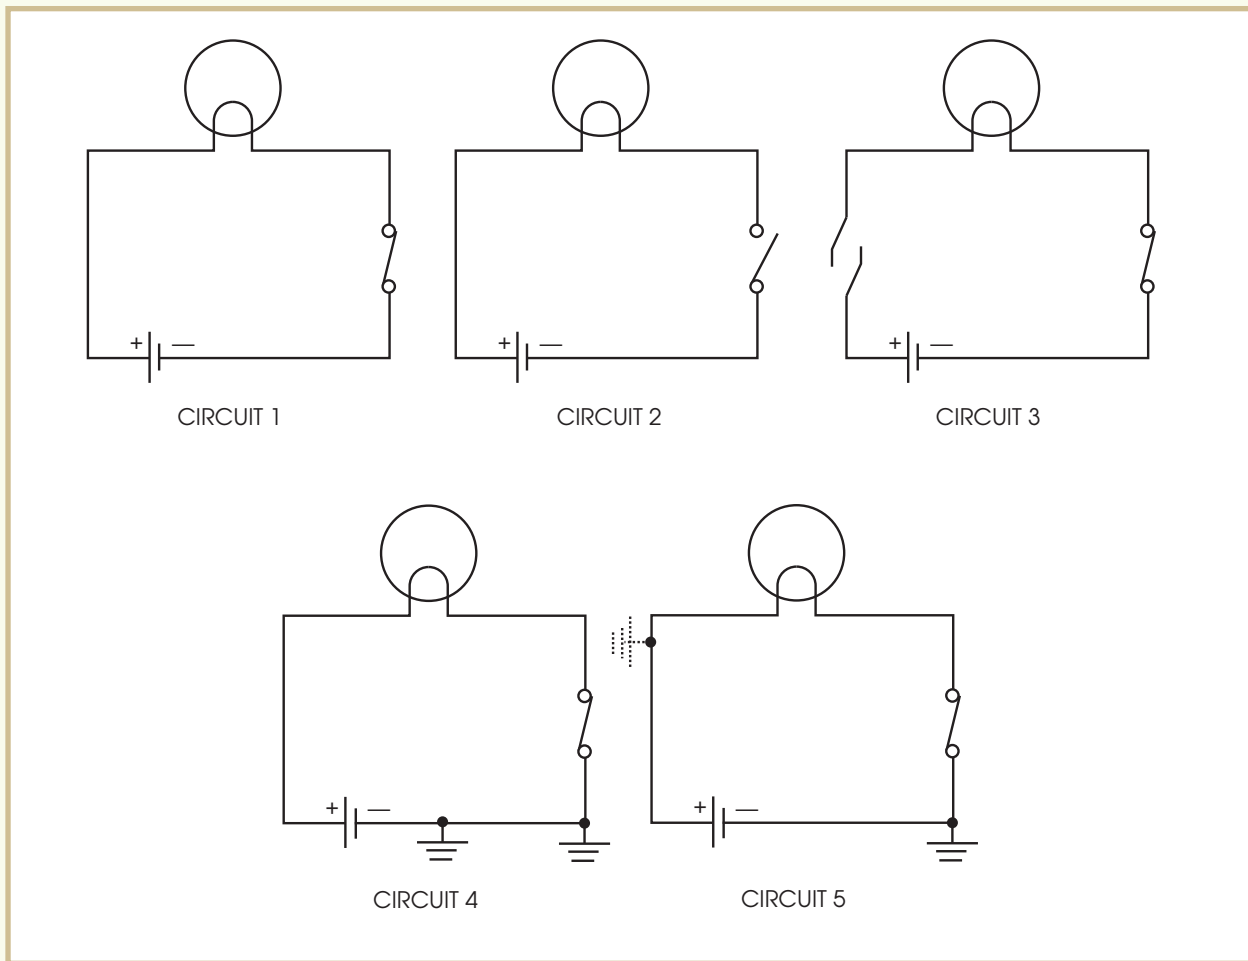 + —
+ —
+ —
CIRCUIT 1
CIRCUIT 2
CIRCUIT 3
+ —
+ —
CIRCUIT 4
CIRCUIT 5